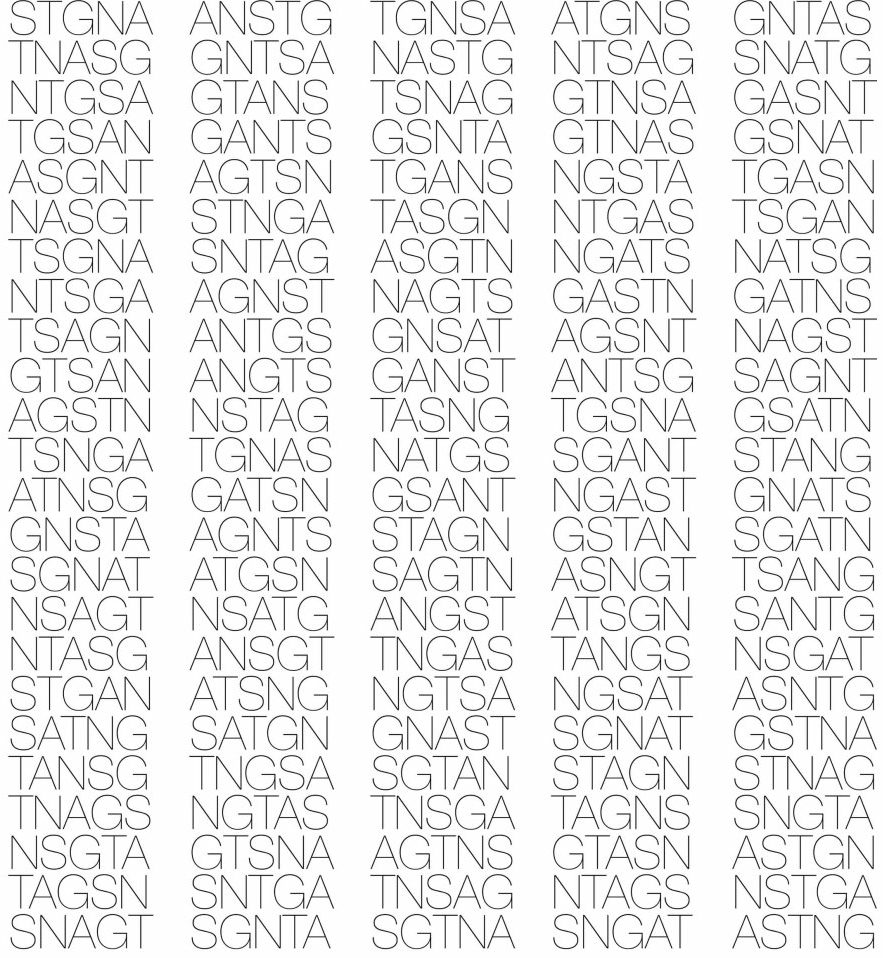 STGNA ANSTG TGNSA ATGNS GNTAS
TNASG GNTSA NASTG NTSAG SNATG
NTGSA GTANS TSNAG GTNSA GASNT
TGSAN GANTS GSNTA GTNAS GSNAT
ASGNT AGTSN TGANS NGSTA TGASN
NASGT STNGA TASGN NTGAS TSGAN
TSGNA SNTAG ASGTN NGATS NATSG
NTSGA AGNST NAGTS GASTN GATNS
TSAGN ANTGS GNSAT AGSNT NAGST
GTSAN ANGTS GANST ANTSG SAGNT
AGSTN NSTAG TASNG TGSNA GSATN
TSNGA TGNAS NATGS SGANT STANG
ATNSG GATSN GSANT NGAST GNATS
GNSTA AGNTS STAGN GSTAN SGATN
SGNAT ATGSN SAGTN ASNGT TSANG
NSAGT NSATG ANGST ATSGN SANTG
NTASG ANSGT TNGAS TANGS NSGAT
STGAN ATSNG NGTSA NGSAT ASNTG
SATNG SATGN GNAST SGNAT GSTNA
TANSG TNGSA SGTAN STAGN STNAG
TNAGS NGTAS TNSGA TAGNS SNGTA
NSGTA GTSNA AGTNS GTASN ASTGN
TAGSN SNTGA TNSAG NTAGS NSTGA
SNAGT SGNTA SGTNA SNGAT ASTNG